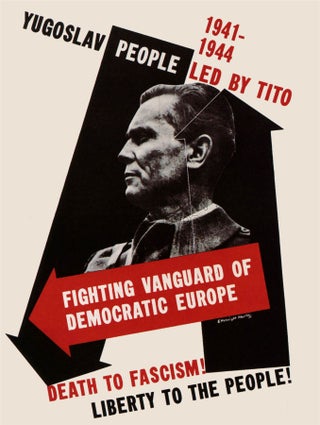 YUGOSLAV PEOPLE
1941-
1944
LED BY TITO
FIGHTING VANGUARD OF
DEMOCRATIC EUROPE
DEATH TO FASCISM!
LIBERTY TO THE PEOPLE!